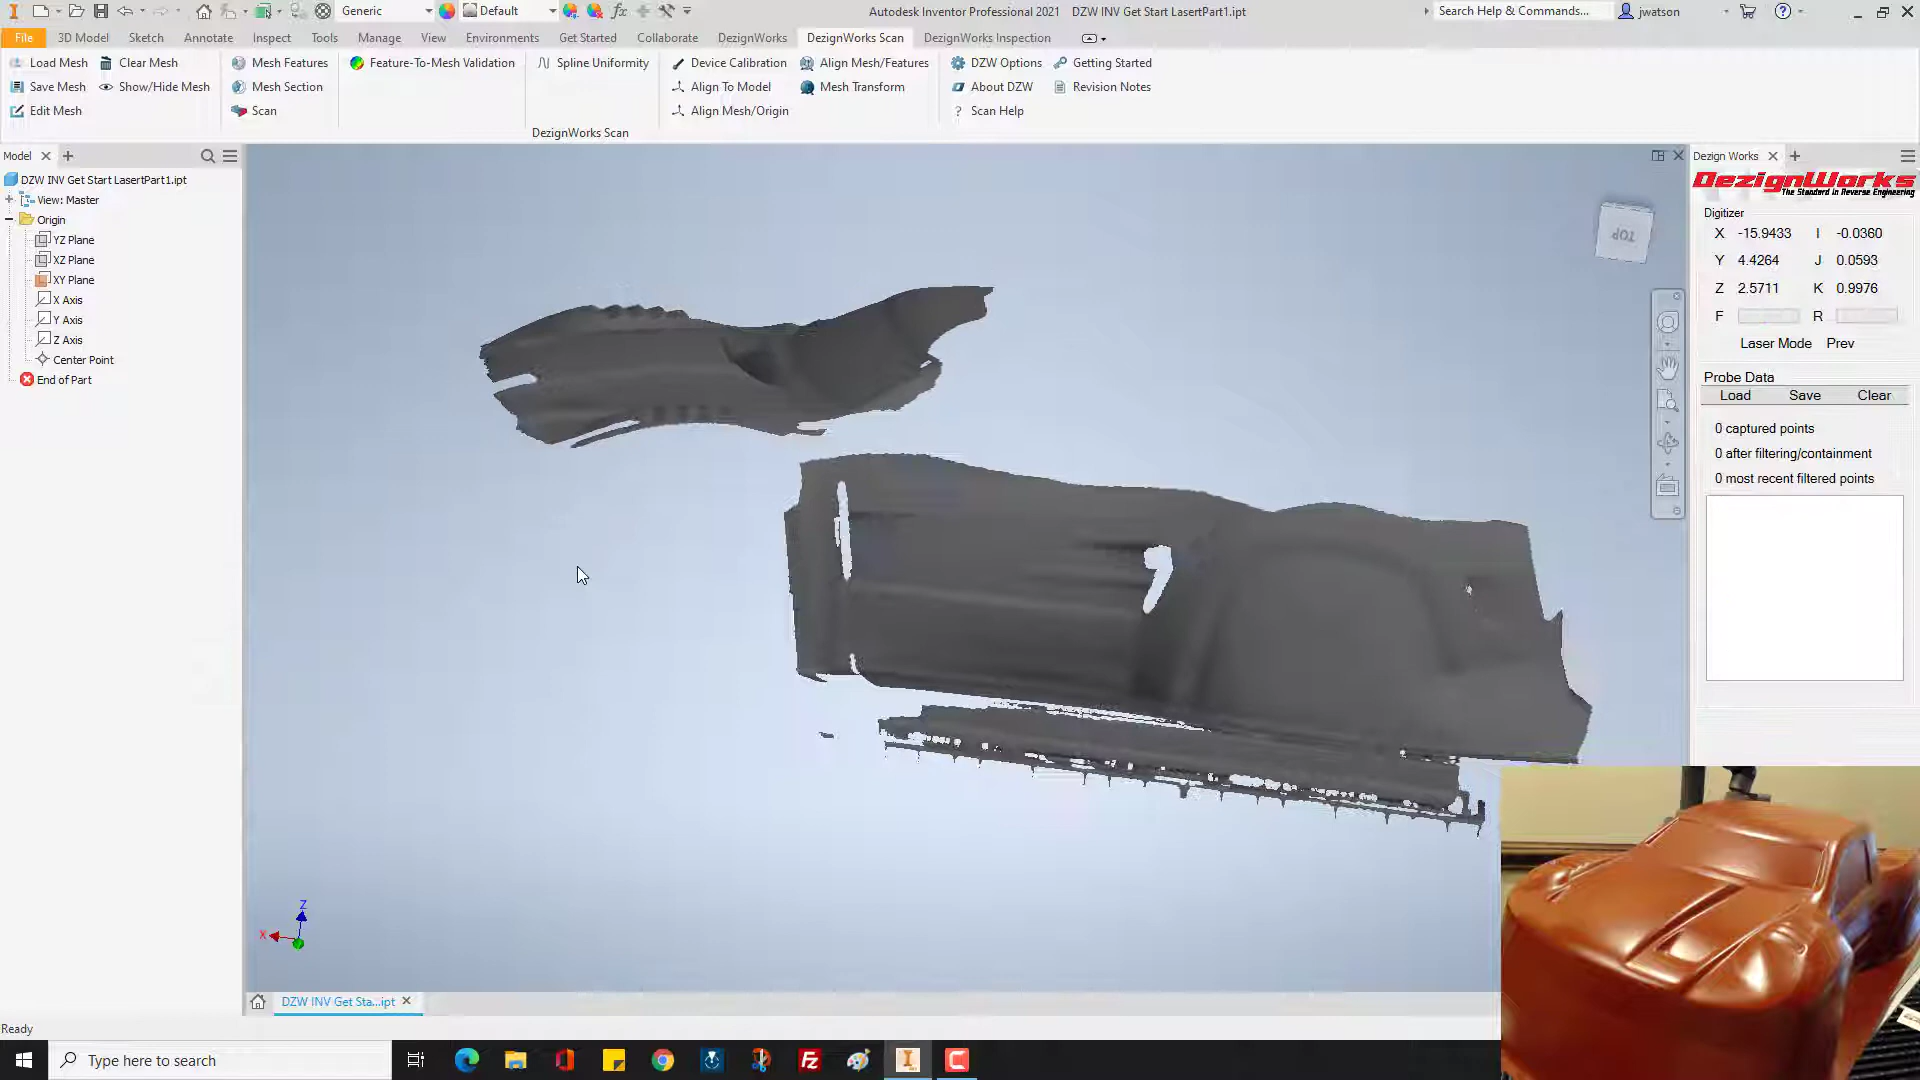 Generic
Default
Autodesk Inventor Professional 2021 DZW INV Get Start LasertPart1.ipt
Search Help & Commands...
jwatson
File 3D Model Sketch Annotate Inspect Tools Manage View Environments Get Started Collaborate DezignWorks DezignWorks Scan DezignWorks Inspection
Load Mesh Clear Mesh Mesh Features Feature-To-Mesh Validation Spline Uniformity Device Calibration Align Mesh/Features DZW Options Getting Started
Save Mesh Show/Hide Mesh Mesh Section Align To Model Mesh Transform About DZW Revision Notes
Edit Mesh Scan Align Mesh/Origin Scan Help
DezignWorks Scan
Model
DZW INV Get Start LasertPart1.ipt
View: Master
Origin
YZ Plane
XZ Plane
XY Plane
X Axis
Y Axis
Z Axis
Center Point
End of Part
TOP
Z
X
Dezign Works
DezignWorks
The Standard in Reverse Engineering
Digitizer
X -15.9433 I -0.0360
Y 4.4264 J 0.0593
Z 2.5711 K 0.9976
F R
Laser Mode Prev
Probe Data
Load Save Clear
0 captured points
0 after filtering/containment
0 most recent filtered points
DZW INV Get Sta...ipt
Ready
Type here to search